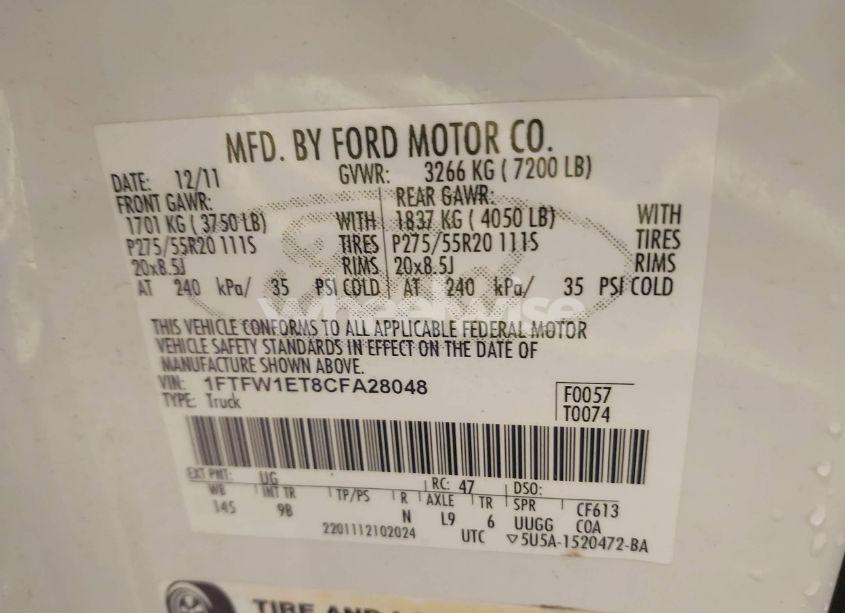 MFD. BY FORD MOTOR CO.
DATE: 12/11 GVWR: 3266 KG ( 7200 LB)
FRONT GAWR: REAR GAWR:
1701 KG ( 3750 LB) WITH 1837 KG ( 4050 LB) WITH
P275/55R20 111S TIRES P275/55R20 111S TIRES
20x8.5J RIMS 20x8.5J RIMS
AT 240 kPa/ 35 PSI COLD AT 240 kPa/ 35 PSI COLD
wheelwise
THIS VEHICLE CONFORMS TO ALL APPLICABLE FEDERAL MOTOR
VEHICLE SAFETY STANDARDS IN EFFECT ON THE DATE OF
MANUFACTURE SHOWN ABOVE.
VIN: 1FTFW1ET8CFA28048 F0057
TYPE: Truck T0074
EXT PNT: UG RC: 47 DSO:
WB INT TR TP/PS R AXLE TR SPR CF613
145 9B N L9 6 UUGG COA
2201112102024 UTC ▽5U5A-1520472-BA
TIRE AND